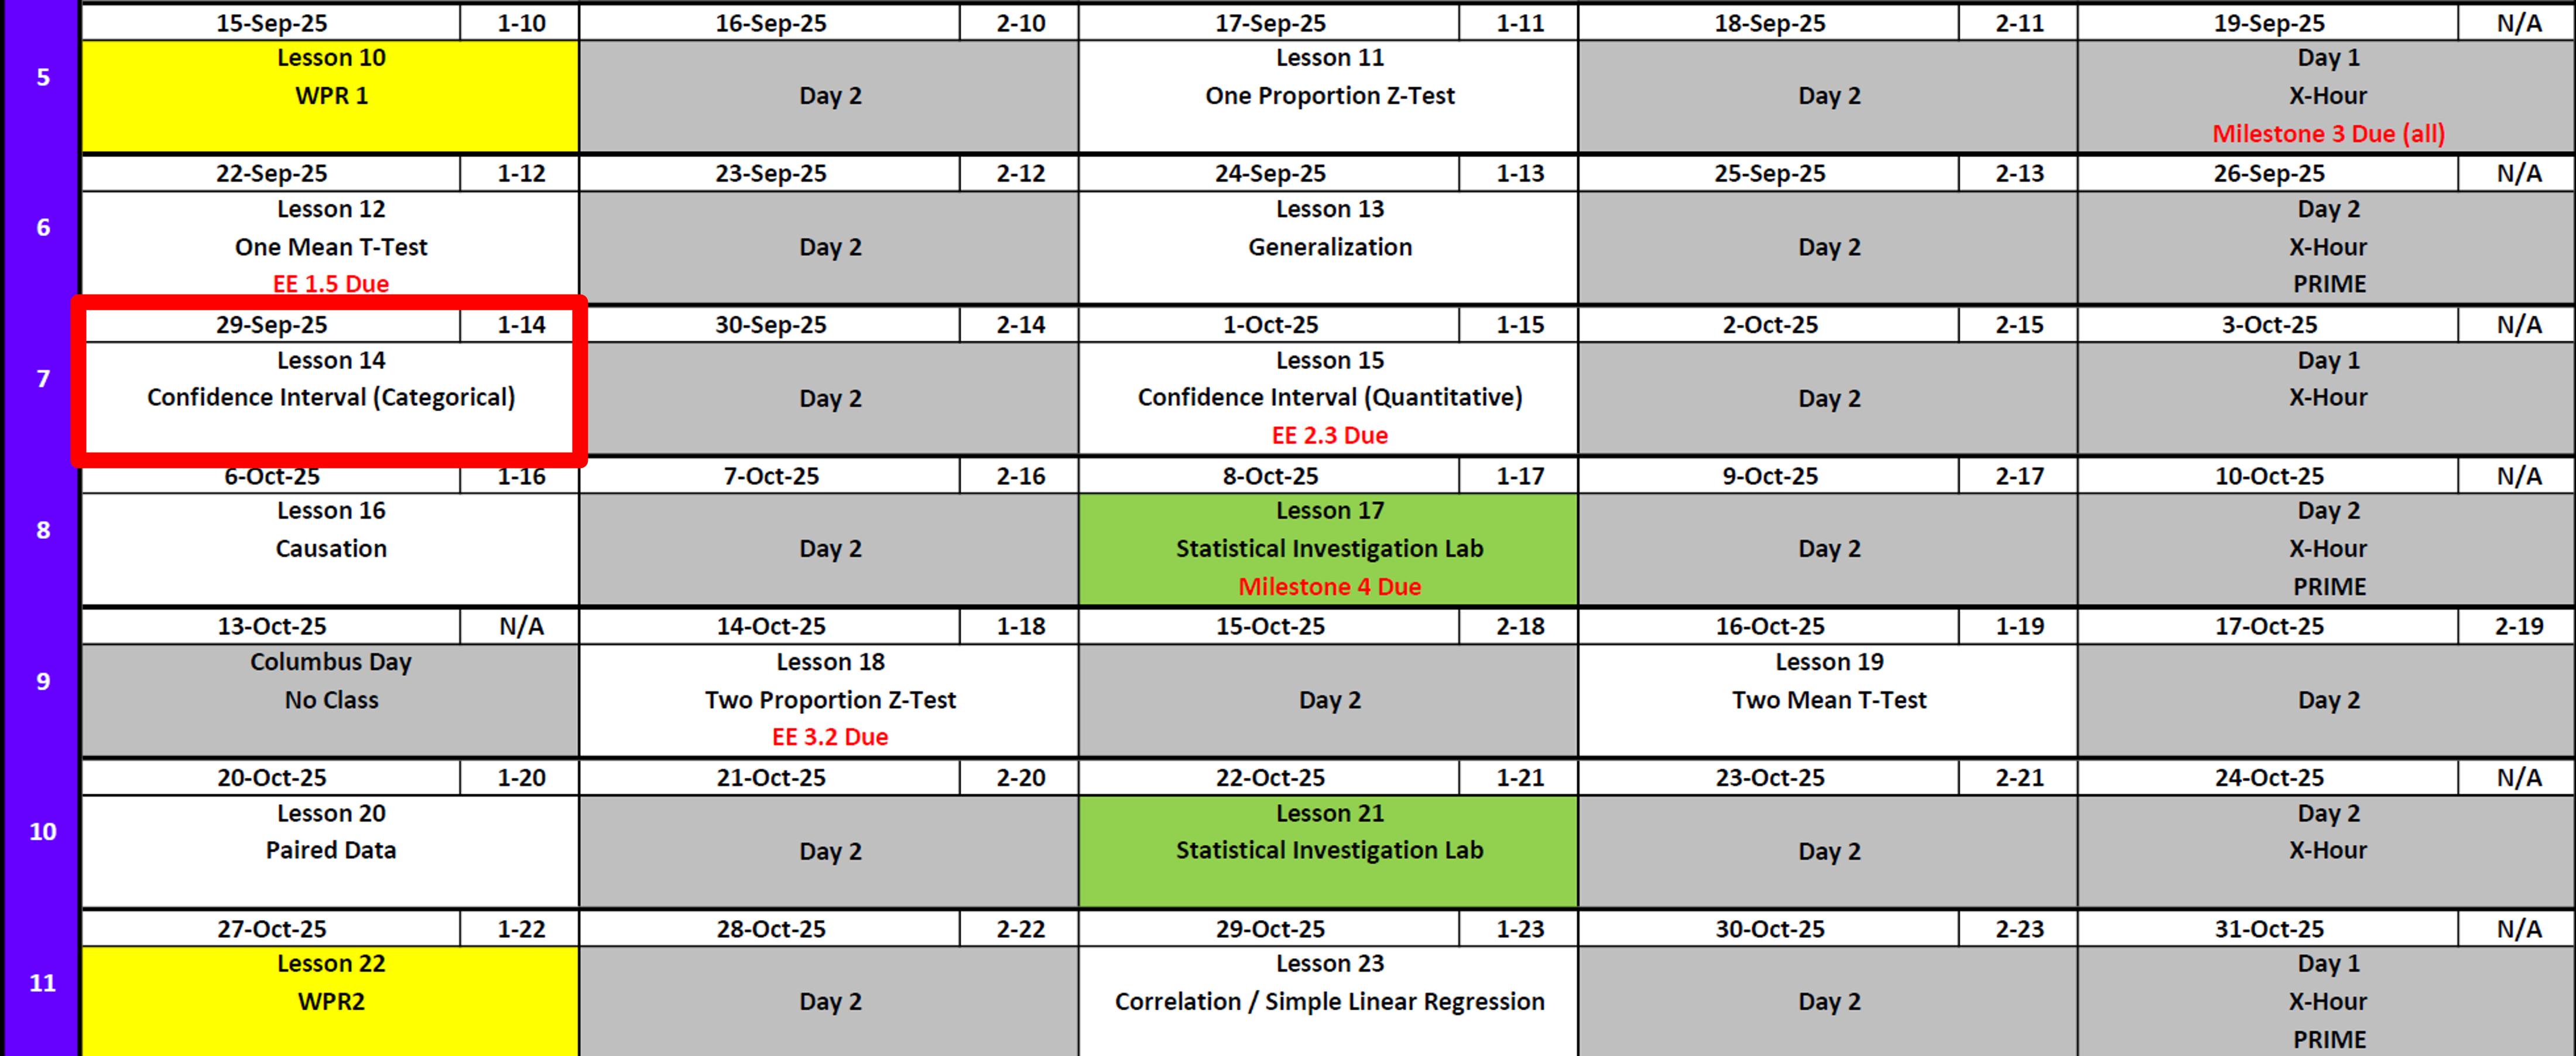 15-Sep-25 1-10 16-Sep-25 2-10 17-Sep-25 1-11 18-Sep-25 2-11 19-Sep-25 N/A
5
Lesson 10
WPR 1
Day 2
Lesson 11
One Proportion Z-Test
Day 2
Day 1
X-Hour
Milestone 3 Due (all)
22-Sep-25 1-12 23-Sep-25 2-12 24-Sep-25 1-13 25-Sep-25 2-13 26-Sep-25 N/A
6
Lesson 12
One Mean T-Test
EE 1.5 Due
Day 2
Lesson 13
Generalization
Day 2
Day 2
X-Hour
PRIME
29-Sep-25 1-14 30-Sep-25 2-14 1-Oct-25 1-15 2-Oct-25 2-15 3-Oct-25 N/A
7
Lesson 14
Confidence Interval (Categorical)
Day 2
Lesson 15
Confidence Interval (Quantitative)
EE 2.3 Due
Day 2
Day 1
X-Hour
6-Oct-25 1-16 7-Oct-25 2-16 8-Oct-25 1-17 9-Oct-25 2-17 10-Oct-25 N/A
8
Lesson 16
Causation
Day 2
Lesson 17
Statistical Investigation Lab
Milestone 4 Due
Day 2
Day 2
X-Hour
PRIME
13-Oct-25 N/A 14-Oct-25 1-18 15-Oct-25 2-18 16-Oct-25 1-19 17-Oct-25 2-19
9
Columbus Day
No Class
Lesson 18
Two Proportion Z-Test
EE 3.2 Due
Day 2
Lesson 19
Two Mean T-Test
Day 2
20-Oct-25 1-20 21-Oct-25 2-20 22-Oct-25 1-21 23-Oct-25 2-21 24-Oct-25 N/A
10
Lesson 20
Paired Data
Day 2
Lesson 21
Statistical Investigation Lab
Day 2
Day 2
X-Hour
27-Oct-25 1-22 28-Oct-25 2-22 29-Oct-25 1-23 30-Oct-25 2-23 31-Oct-25 N/A
11
Lesson 22
WPR2
Day 2
Lesson 23
Correlation / Simple Linear Regression
Day 2
Day 1
X-Hour
PRIME